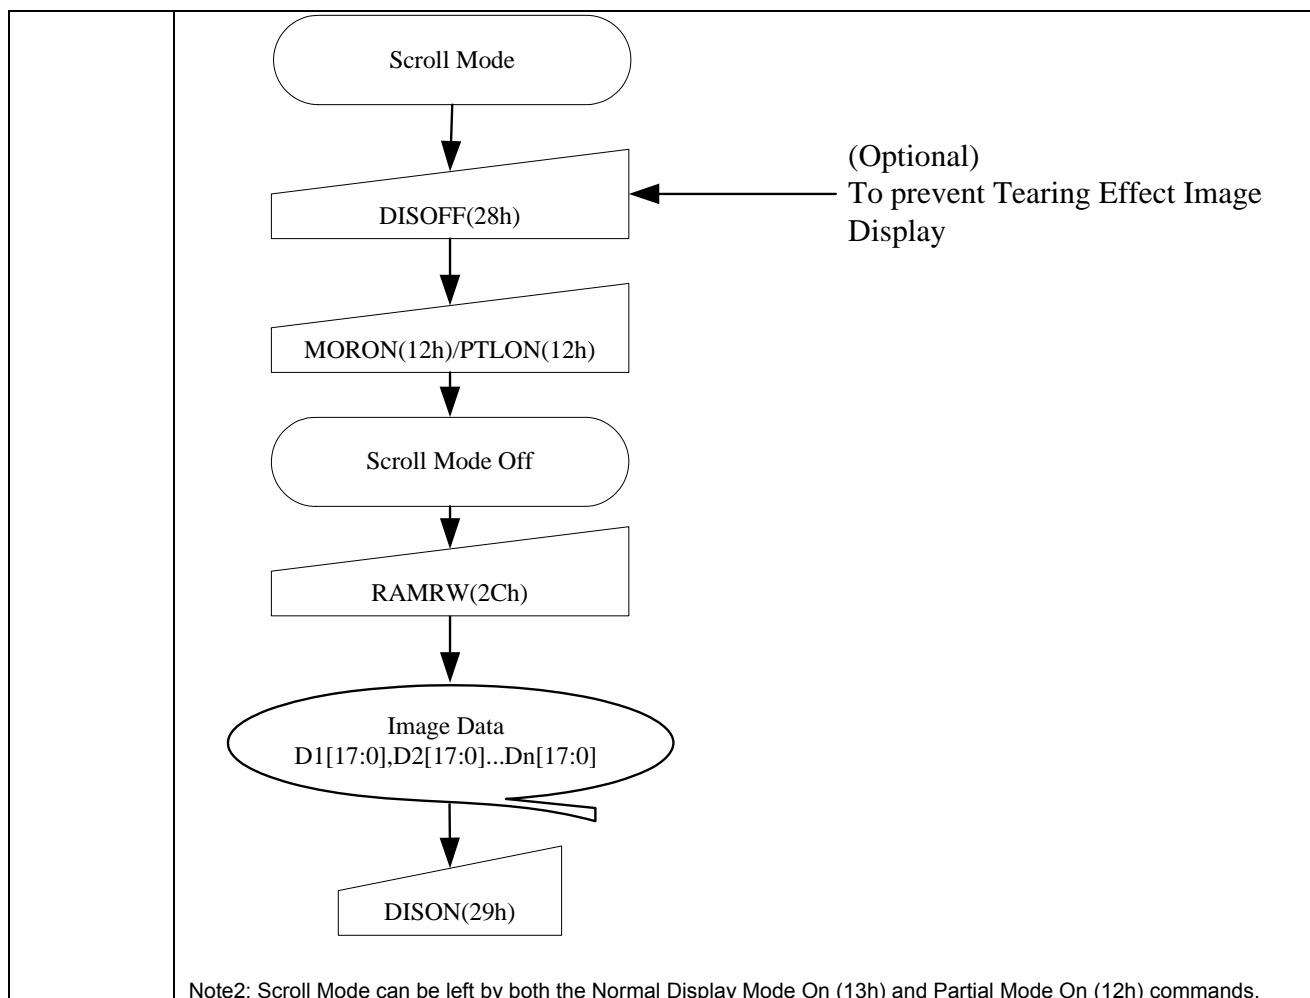 Scroll Mode
(Optional)
To prevent Tearing Effect Image
Display
DISOFF(28h)
MORON(12h)/PTLON(12h)
Scroll Mode Off
RAMRW(2Ch)
Image Data
D1[17:0],D2[17:0]...Dn[17:0]
DISON(29h)
Note2: Scroll Mode can be left by both the Normal Display Mode On (13h) and Partial Mode On (12h) commands.